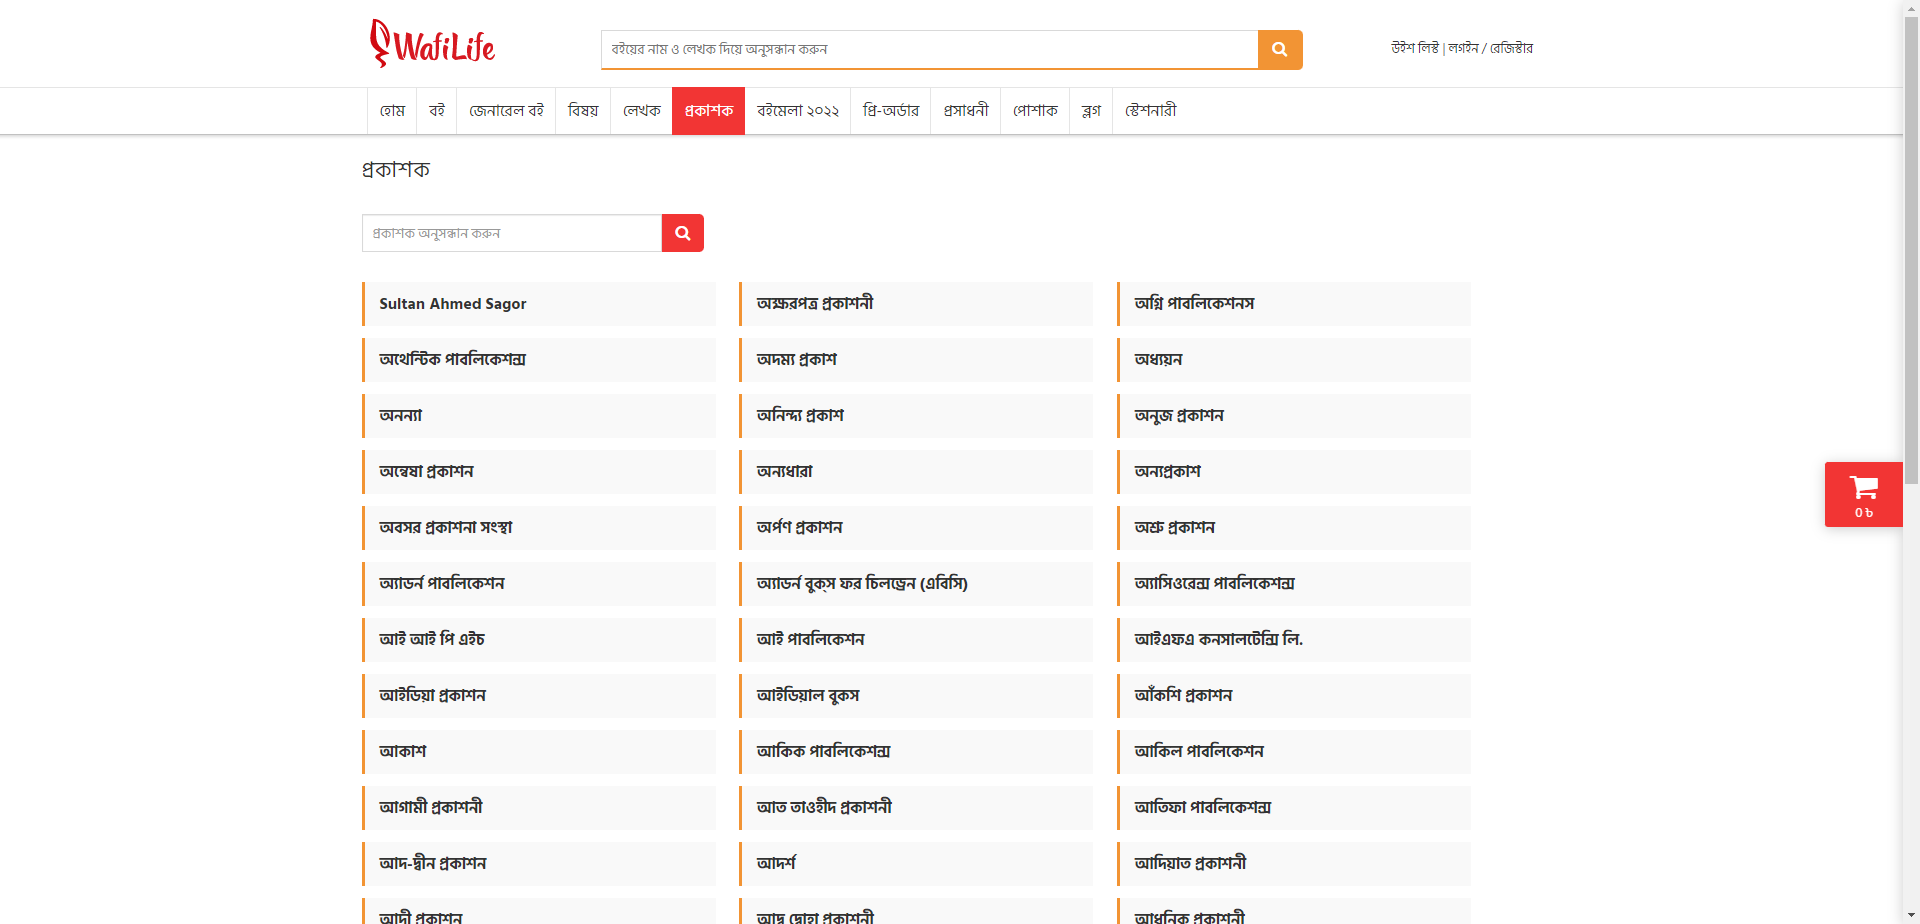 WafiLife
বইয়ের নাম ও লেখক দিয়ে অনুসন্ধান করুন
উইশ লিস্ট | লগইন / রেজিস্টার
হোম বই জেনারেল বই বিষয় লেখক প্রকাশক বইমেলা ২০২২ প্রি-অর্ডার প্রসাধনী পোশাক ব্লগ স্টেশনারী
প্রকাশক
প্রকাশক অনুসন্ধান করুন
Sultan Ahmed Sagor অক্ষরপত্র প্রকাশনী অগ্নি পাবলিকেশনস
অথেন্টিক পাবলিকেশন্স অদম্য প্রকাশ অধ্যয়ন
অনন্যা অনিন্দ্য প্রকাশ অনুজ প্রকাশন
অন্বেষা প্রকাশন অন্যধারা অন্যপ্রকাশ
অবসর প্রকাশনা সংস্থা অর্পণ প্রকাশন অশ্রু প্রকাশন
অ্যাডর্ন পাবলিকেশন অ্যাডর্ন বুক্‌স ফর চিলড্রেন (এবিসি) অ্যাসিওরেন্স পাবলিকেশন্স
আই আই পি এইচ আই পাবলিকেশন আইএফএ কনসালটেন্সি লি.
আইডিয়া প্রকাশন আইডিয়াল বুকস আঁকশি প্রকাশন
আকাশ আকিক পাবলিকেশন্স আকিল পাবলিকেশন
আগামী প্রকাশনী আত তাওহীদ প্রকাশনী আতিফা পাবলিকেশন্স
আদ-দ্বীন প্রকাশন আদর্শ আদিয়াত প্রকাশনী
আদী প্রকাশন আদ্ব দোহা প্রকাশনী আধুনিক প্রকাশনী
0 ৳